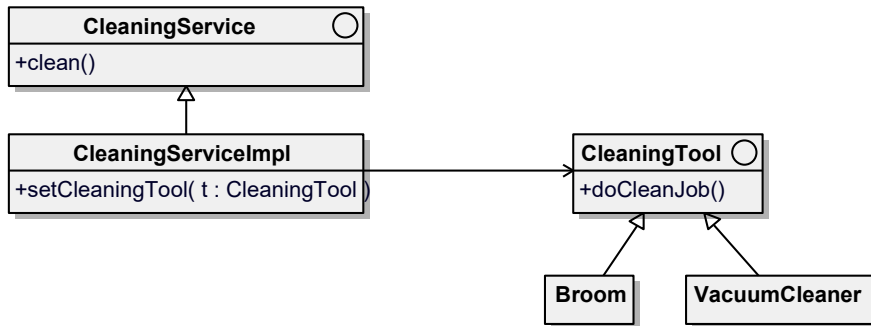 CleaningService
+clean()
CleaningServiceImpl
+setCleaningTool( t : CleaningTool )
CleaningTool
+doCleanJob()
Broom
VacuumCleaner